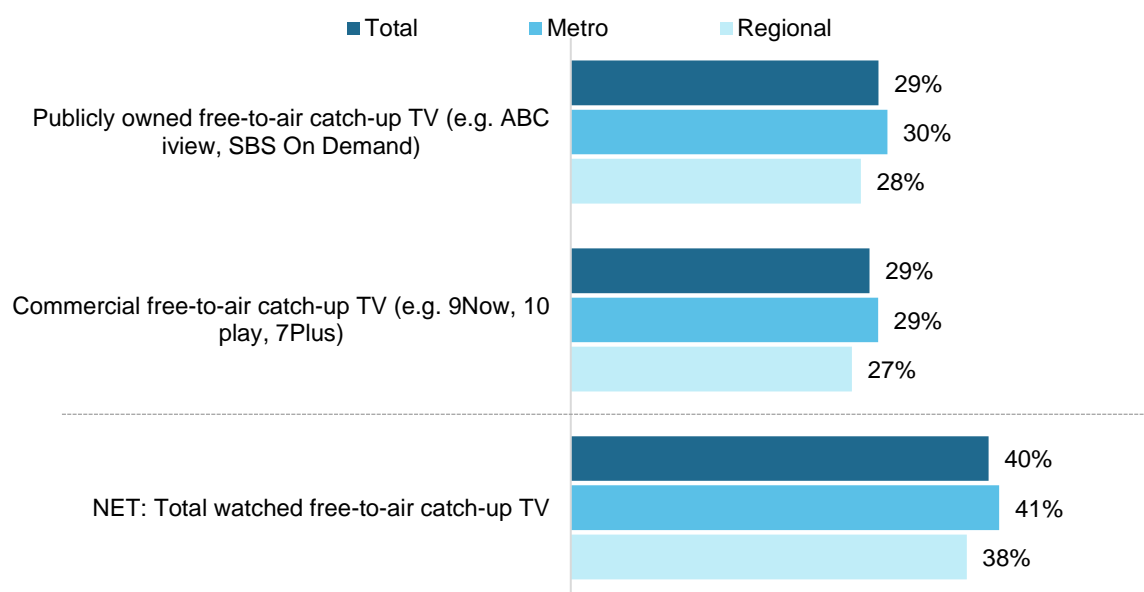 Total Metro Regional
Publicly owned free-to-air catch-up TV (e.g. ABC
iview, SBS On Demand)
29%
30%
28%
Commercial free-to-air catch-up TV (e.g. 9Now, 10
play, 7Plus)
29%
29%
27%
NET: Total watched free-to-air catch-up TV
40%
41%
38%